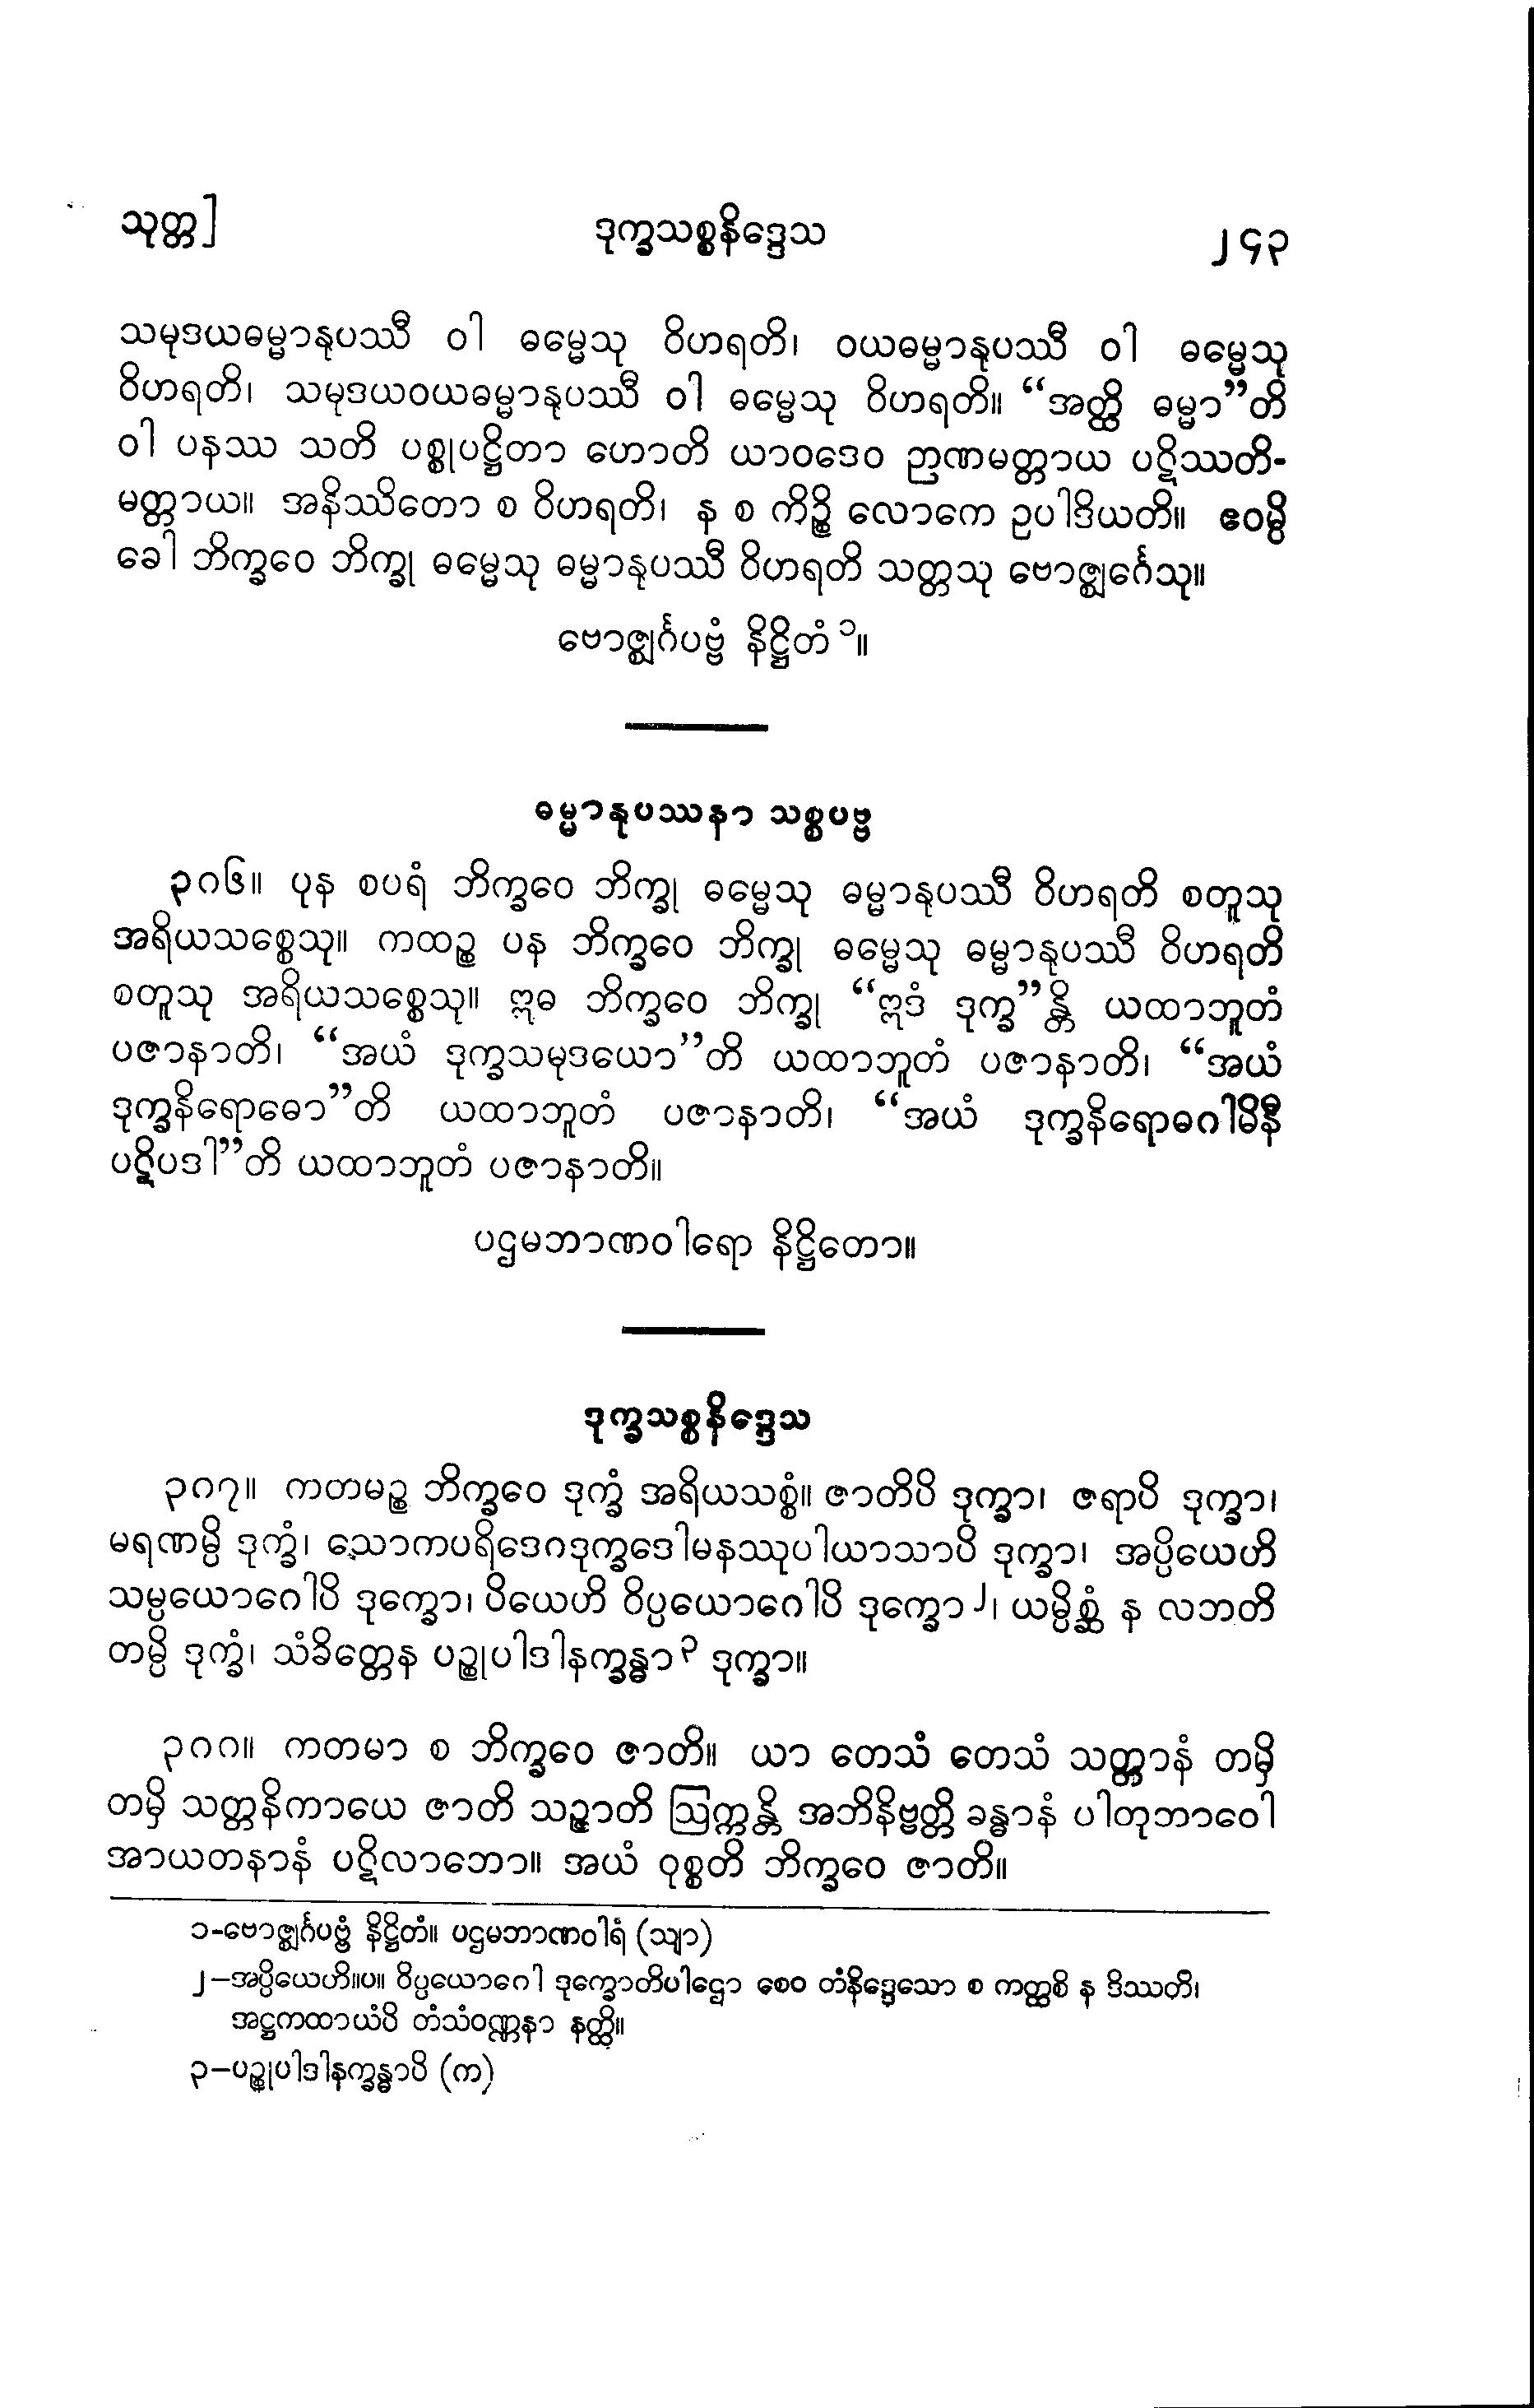 သုတ္တ]
ဒုက္ခသစ္စနိဒ္ဒေသ
၂၄၃
သမုဒယဓမ္မာနုပဿီ ဝါ ဓမ္မေသု ဝိဟရတိ၊ ဝယဓမ္မာနုပဿီ ဝါ ဓမ္မေသု
ဝိဟရတိ၊ သမုဒယဝယဓမ္မာနုပဿီ ဝါ ဓမ္မေသု ဝိဟရတိ။ “အတ္ထိ ဓမ္မာ”တိ
ဝါ ပနဿ သတိ ပစ္စုပဋ္ဌိတာ ဟောတိ ယာဝဒေဝ ဉာဏမတ္တာယ ပဋိဿတိ-
မတ္တာယ။ အနိဿိတော စ ဝိဟရတိ၊ န စ ကိဉ္စိ လောကေ ဥပါဒိယတိ။ ဧဝမ္ပိ
ခေါ ဘိက္ခဝေ ဘိက္ခု ဓမ္မေသု ဓမ္မာနုပဿီ ဝိဟရတိ သတ္တသု ဗောဇ္ဈင်္ဂေသု။
ဗောဇ္ဈင်္ဂပဗ္ဗံ နိဋ္ဌိတံ ၁။
ဓမ္မာနုပဿနာ သစ္စပဗ္ဗ
၃၈၆။ ပုန စပရံ ဘိက္ခဝေ ဘိက္ခု ဓမ္မေသု ဓမ္မာနုပဿီ ဝိဟရတိ စတူသု
အရိယသစ္စေသု။ ကထဉ္စ ပန ဘိက္ခဝေ ဘိက္ခု ဓမ္မေသု ဓမ္မာနုပဿီ ဝိဟရတိ
စတူသု အရိယသစ္စေသု။ ဣဓ ဘိက္ခဝေ ဘိက္ခု “ဣဒံ ဒုက္ခ”န္တိ ယထာဘူတံ
ပဇာနာတိ၊ “အယံ ဒုက္ခသမုဒယော”တိ ယထာဘူတံ ပဇာနာတိ၊ “အယံ
ဒုက္ခနိရောဓော”တိ ယထာဘူတံ ပဇာနာတိ၊ “အယံ ဒုက္ခနိရောဓဂါမိနီ
ပဋိပဒါ”တိ ယထာဘူတံ ပဇာနာတိ။
ပဌမဘာဏဝါရော နိဋ္ဌိတော။
ဒုက္ခသစ္စနိဒ္ဒေသ
၃၈၇။ ကတမဉ္စ ဘိက္ခဝေ ဒုက္ခံ အရိယသစ္စံ။ ဇာတိပိ ဒုက္ခာ၊ ဇရာပိ ဒုက္ခာ၊
မရဏမ္ပိ ဒုက္ခံ၊ သောကပရိဒေဝဒုက္ခဒေါမနဿုပါယာသာပိ ဒုက္ခာ၊ အပ္ပိယေဟိ
သမ္ပယောဂေါပိ ဒုက္ခော၊ ပိယေဟိ ဝိပ္ပယောဂေါပိ ဒုက္ခော ၂၊ ယမ္ပိစ္ဆံ န လဘတိ
တမ္ပိ ဒုက္ခံ၊ သံခိတ္တေန ပဉ္စုပါဒါနက္ခန္ဓာ ၃ ဒုက္ခာ။
၃၈၈။ ကတမာ စ ဘိက္ခဝေ ဇာတိ။ ယာ တေသံ တေသံ သတ္တာနံ တမှိ
တမှိ သတ္တနိကာယေ ဇာတိ သဉ္ဇာတိ ဩက္ကန္တိ အဘိနိဗ္ဗတ္တိ ခန္ဓာနံ ပါတုဘာဝေါ
အာယတနာနံ ပဋိလာဘော။ အယံ ဝုစ္စတိ ဘိက္ခဝေ ဇာတိ။
၁-ဗောဇ္ဈင်္ဂပဗ္ဗံ နိဋ္ဌိတံ။ ပဌမဘာဏဝါရံ (သျာ)
၂–အပ္ပိယေဟိ။ပ။ ဝိပ္ပယောဂေါ ဒုက္ခောတိပါဌော စေဝ တံနိဒ္ဒေသော စ ကတ္ထစိ န ဒိဿတိ၊
အဋ္ဌကထာယံပိ တံသံဝဏ္ဏနာ နတ္ထိ။
၃–ပဉ္စုပါဒါနက္ခန္ဓာပိ (က)